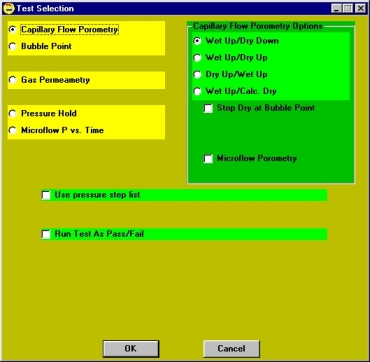 Test Selection
Capillary Flow Porometry
Bubble Point
Gas Permeametry
Pressure Hold
Microflow P vs. Time
Capillary Flow Porometry Options
Wet Up/Dry Down
Wet Up/Dry Up
Dry Up/Wet Up
Wet Up/Calc. Dry
Stop Dry at Bubble Point
Microflow Porometry
Use pressure step list
Run Test As Pass/Fail
OK
Cancel